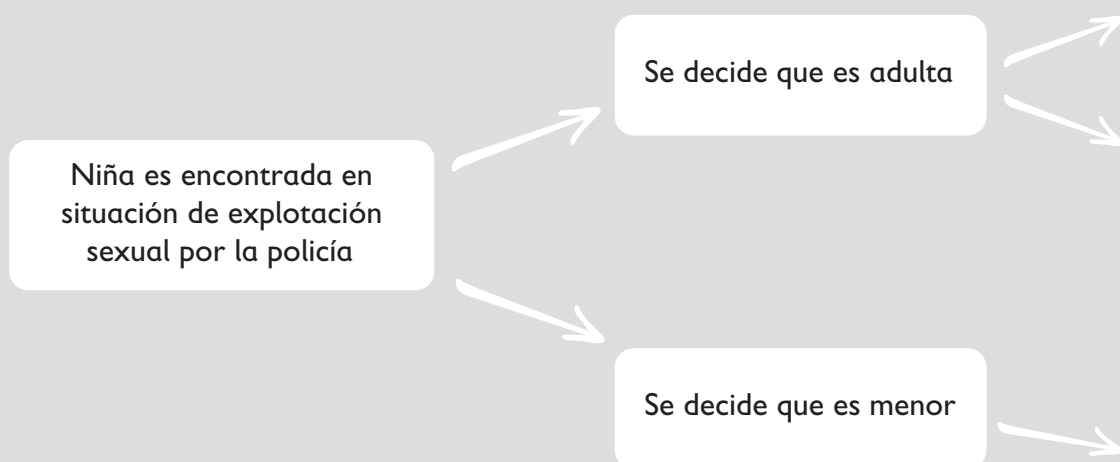 Se decide que es adulta
Niña es encontrada en
situación de explotación
sexual por la policía
Se decide que es menor